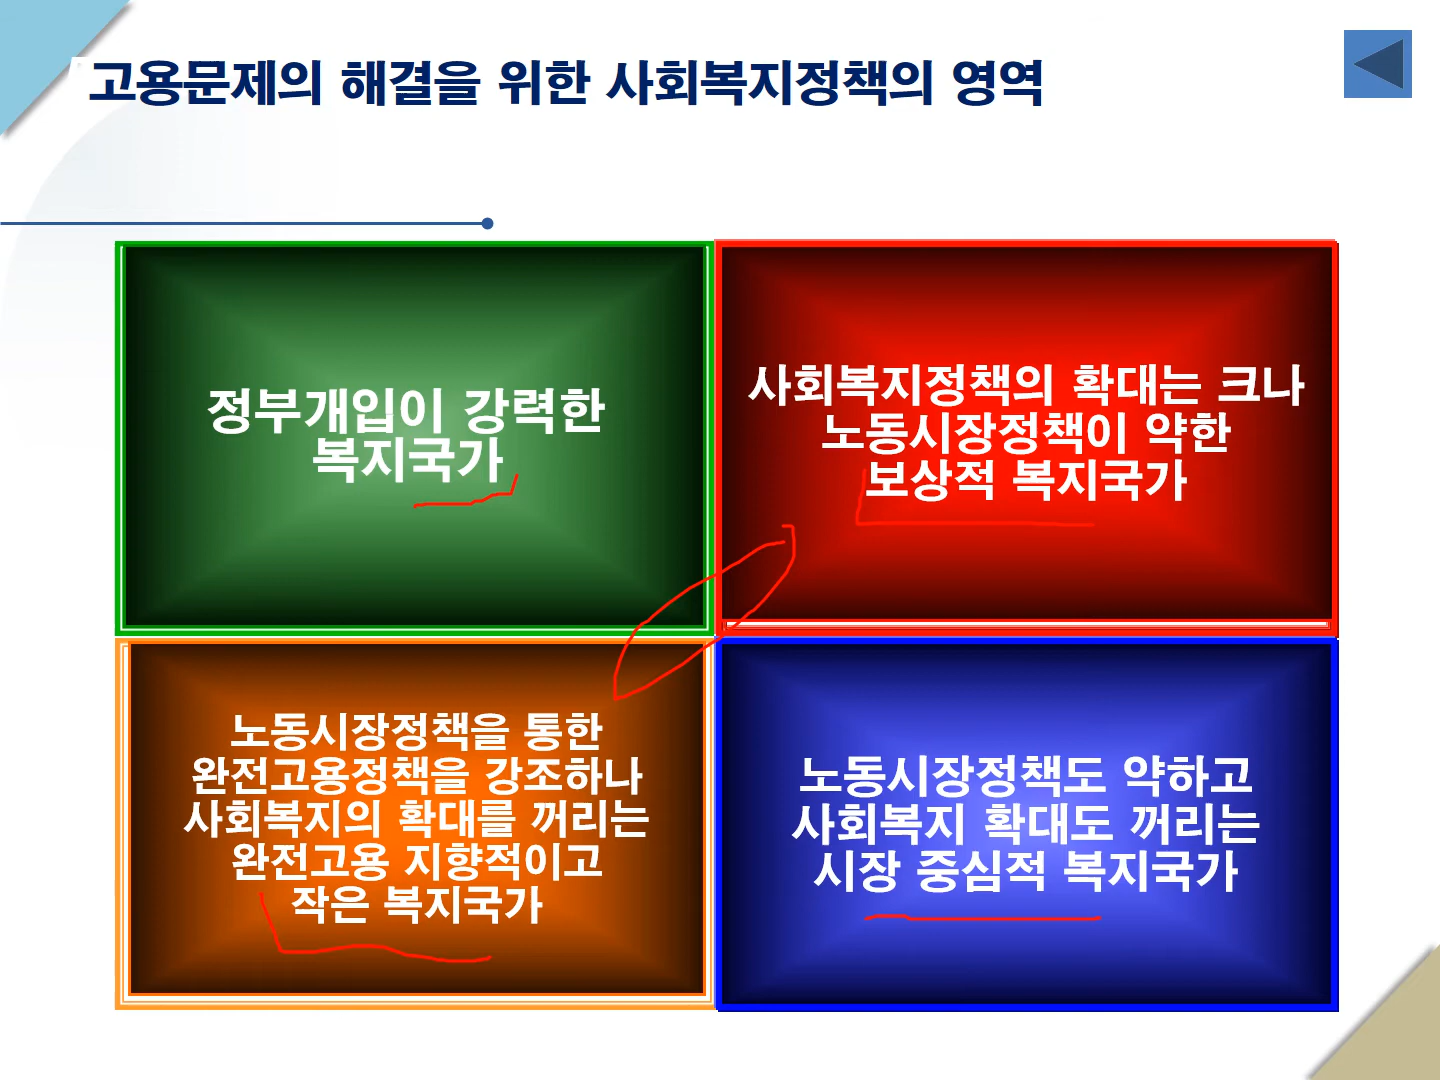 고용문제의 해결을 위한 사회복지정책의 영역
정부개입이 강력한
복지국가
사회복지정책의 확대는 크나
노동시장정책이 약한
보상적 복지국가
노동시장정책을 통한
완전고용정책을 강조하나
사회복지의 확대를 꺼리는
완전고용 지향적이고
작은 복지국가
노동시장정책도 약하고
사회복지 확대도 꺼리는
시장 중심적 복지국가